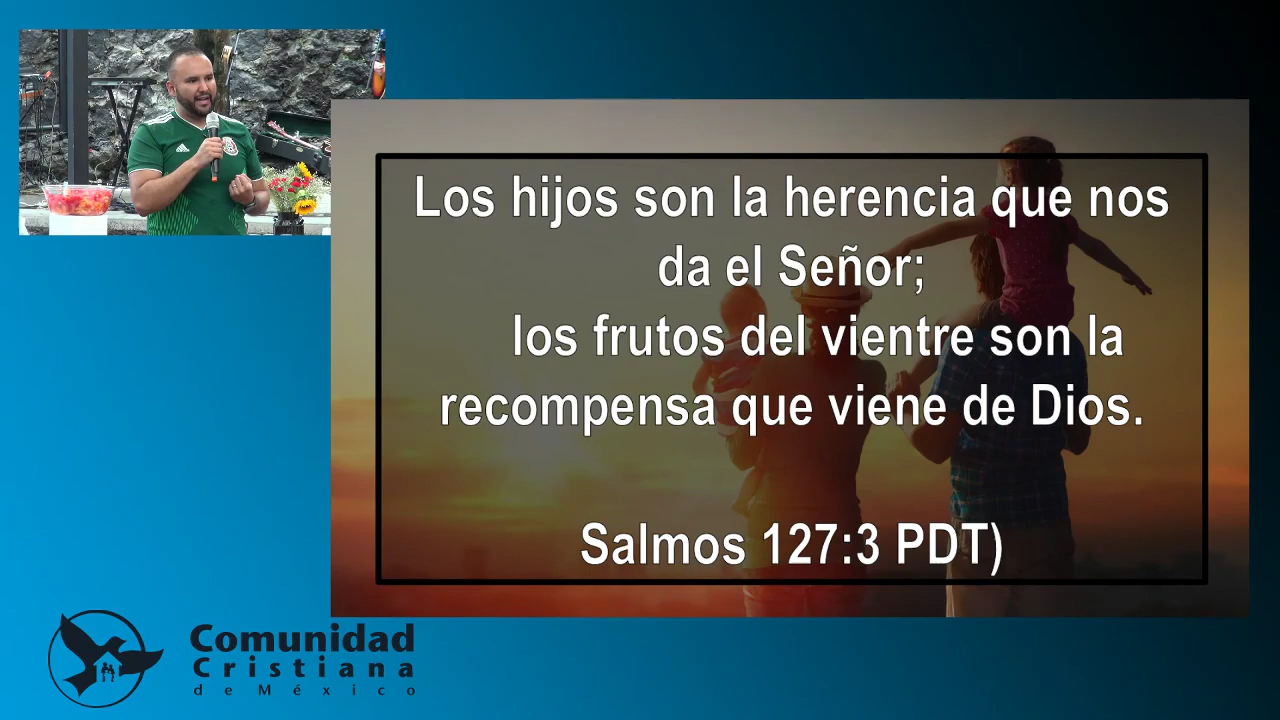 Los hijos son la herencia que nos
da el Señor;
los frutos del vientre son la
recompensa que viene de Dios.
Salmos 127:3 PDT)
Comunidad
Cristiana
de México